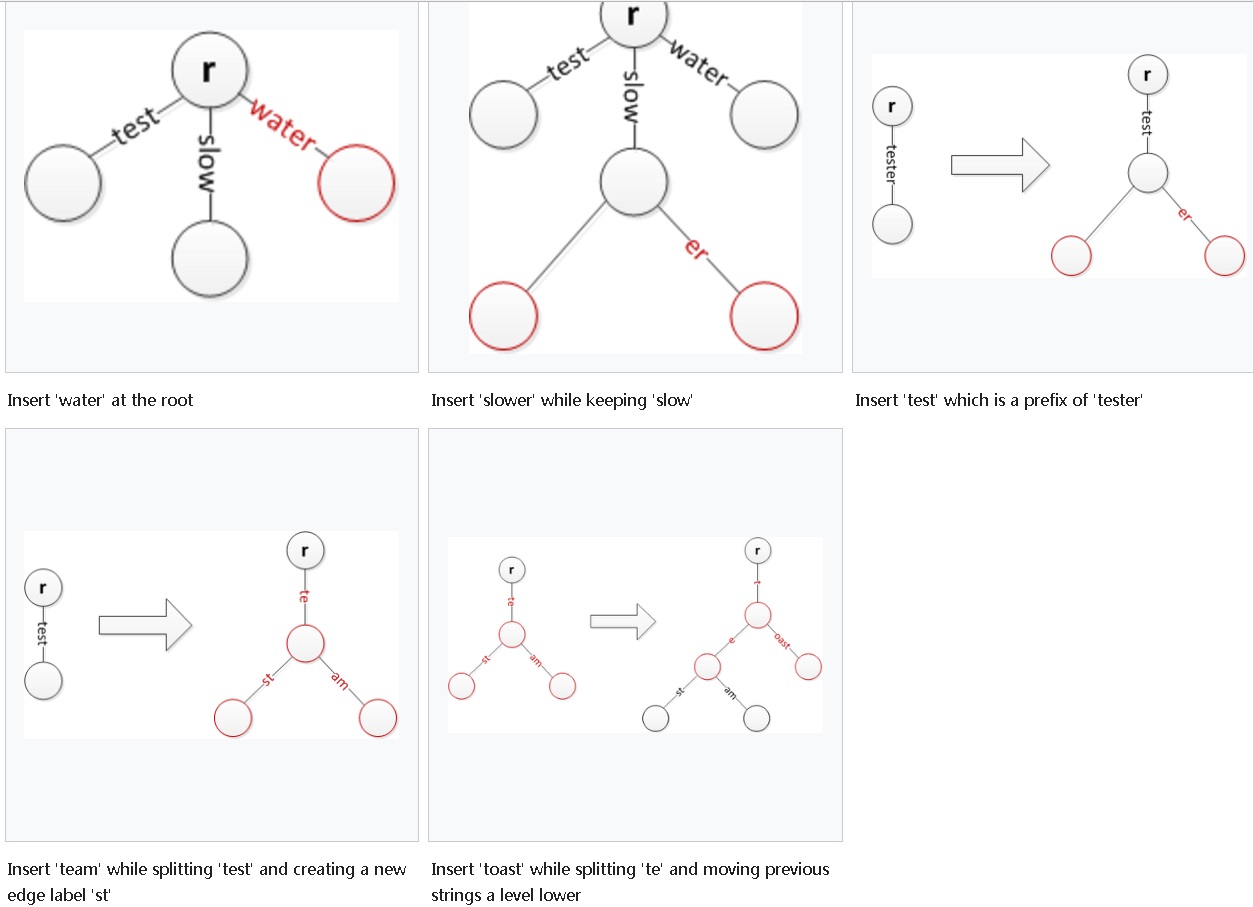 r
test
slow
water
Insert 'water' at the root
r
test
slow
water
er
Insert 'slower' while keeping 'slow'
r
tester
r
test
er
Insert 'test' which is a prefix of 'tester'
r
test
r
te
st
am
Insert 'team' while splitting 'test' and creating a new
edge label 'st'
r
te
st
am
r
t
e
oast
st
am
Insert 'toast' while splitting 'te' and moving previous
strings a level lower